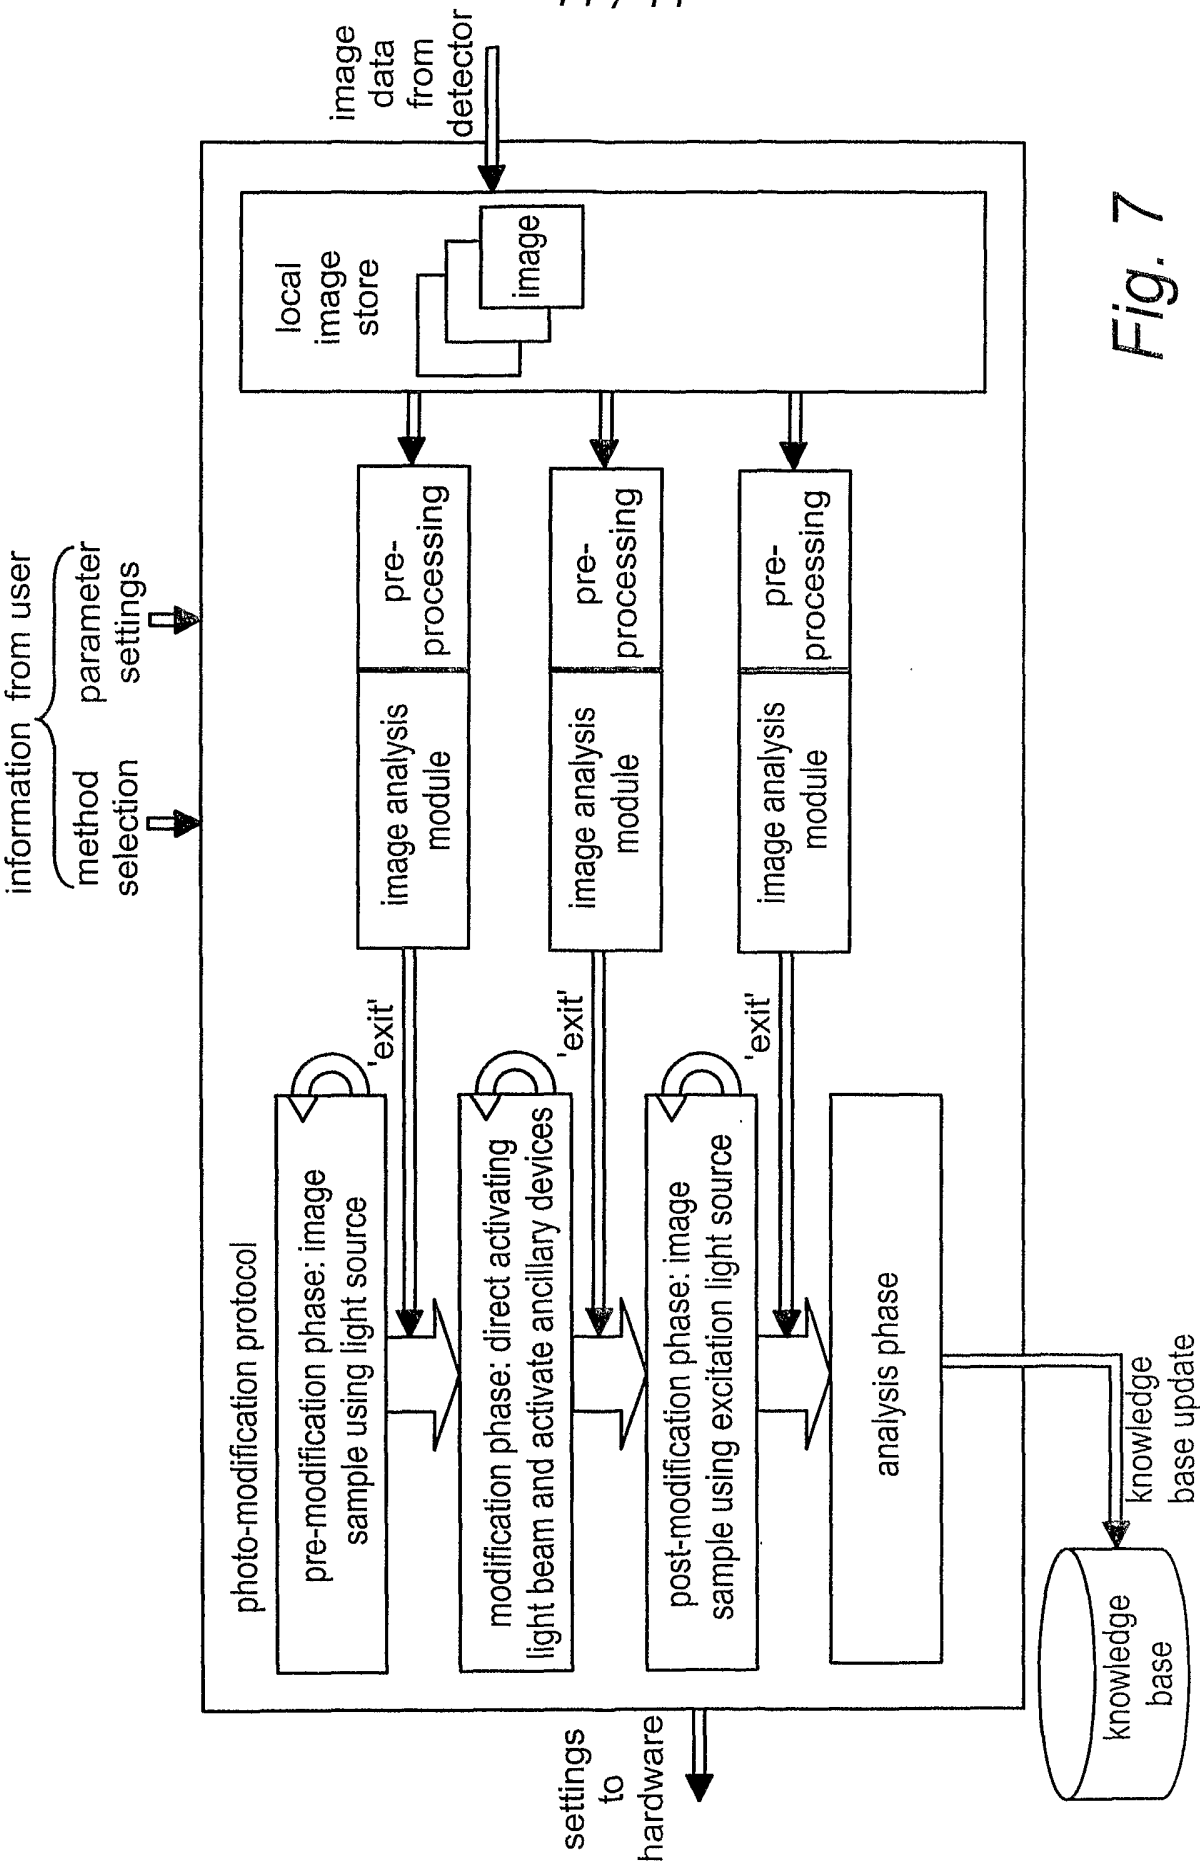 information from user
method
selection
parameter
settings
photo-modification protocol
pre-modification phase: image
sample using light source
modification phase: direct activating
light beam and activate ancillary devices
post-modification phase: image
sample using excitation light source
analysis phase
'exit'
'exit'
'exit'
image analysis
module
pre-
processing
image analysis
module
pre-
processing
image analysis
module
pre-
processing
local
image
store
image
image
data
from
detector
settings
to
hardware
knowledge
base
knowledge
base update
Fig. 7